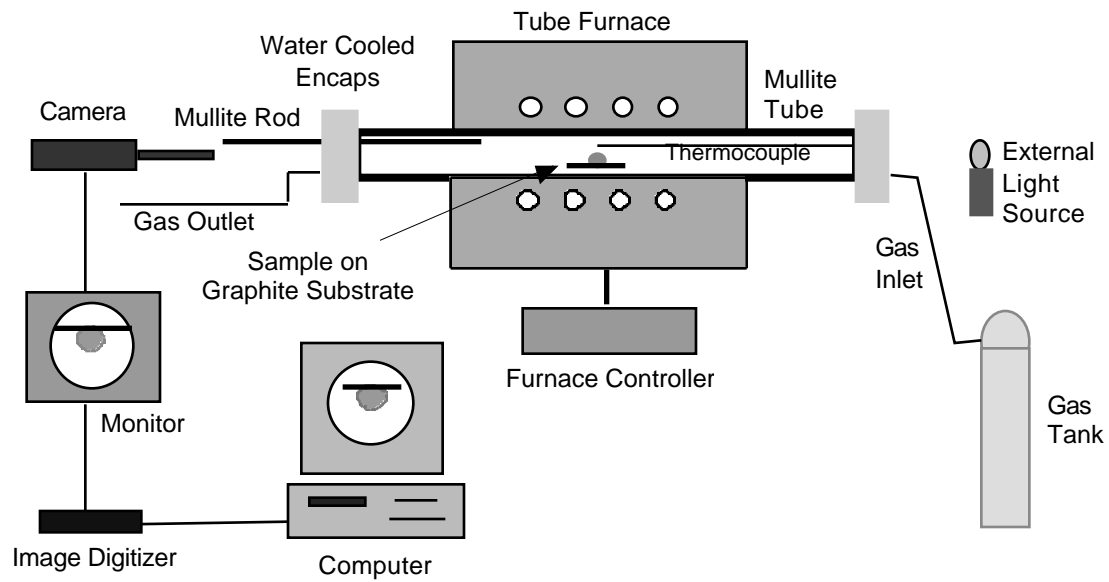 Tube Furnace
Water Cooled
Encaps
Mullite
Tube
Camera
Mullite Rod
Thermocouple
External
Light
Source
Gas Outlet
Gas
Inlet
Sample on
Graphite Substrate
Furnace Controller
Monitor
Gas
Tank
Image Digitizer
Computer